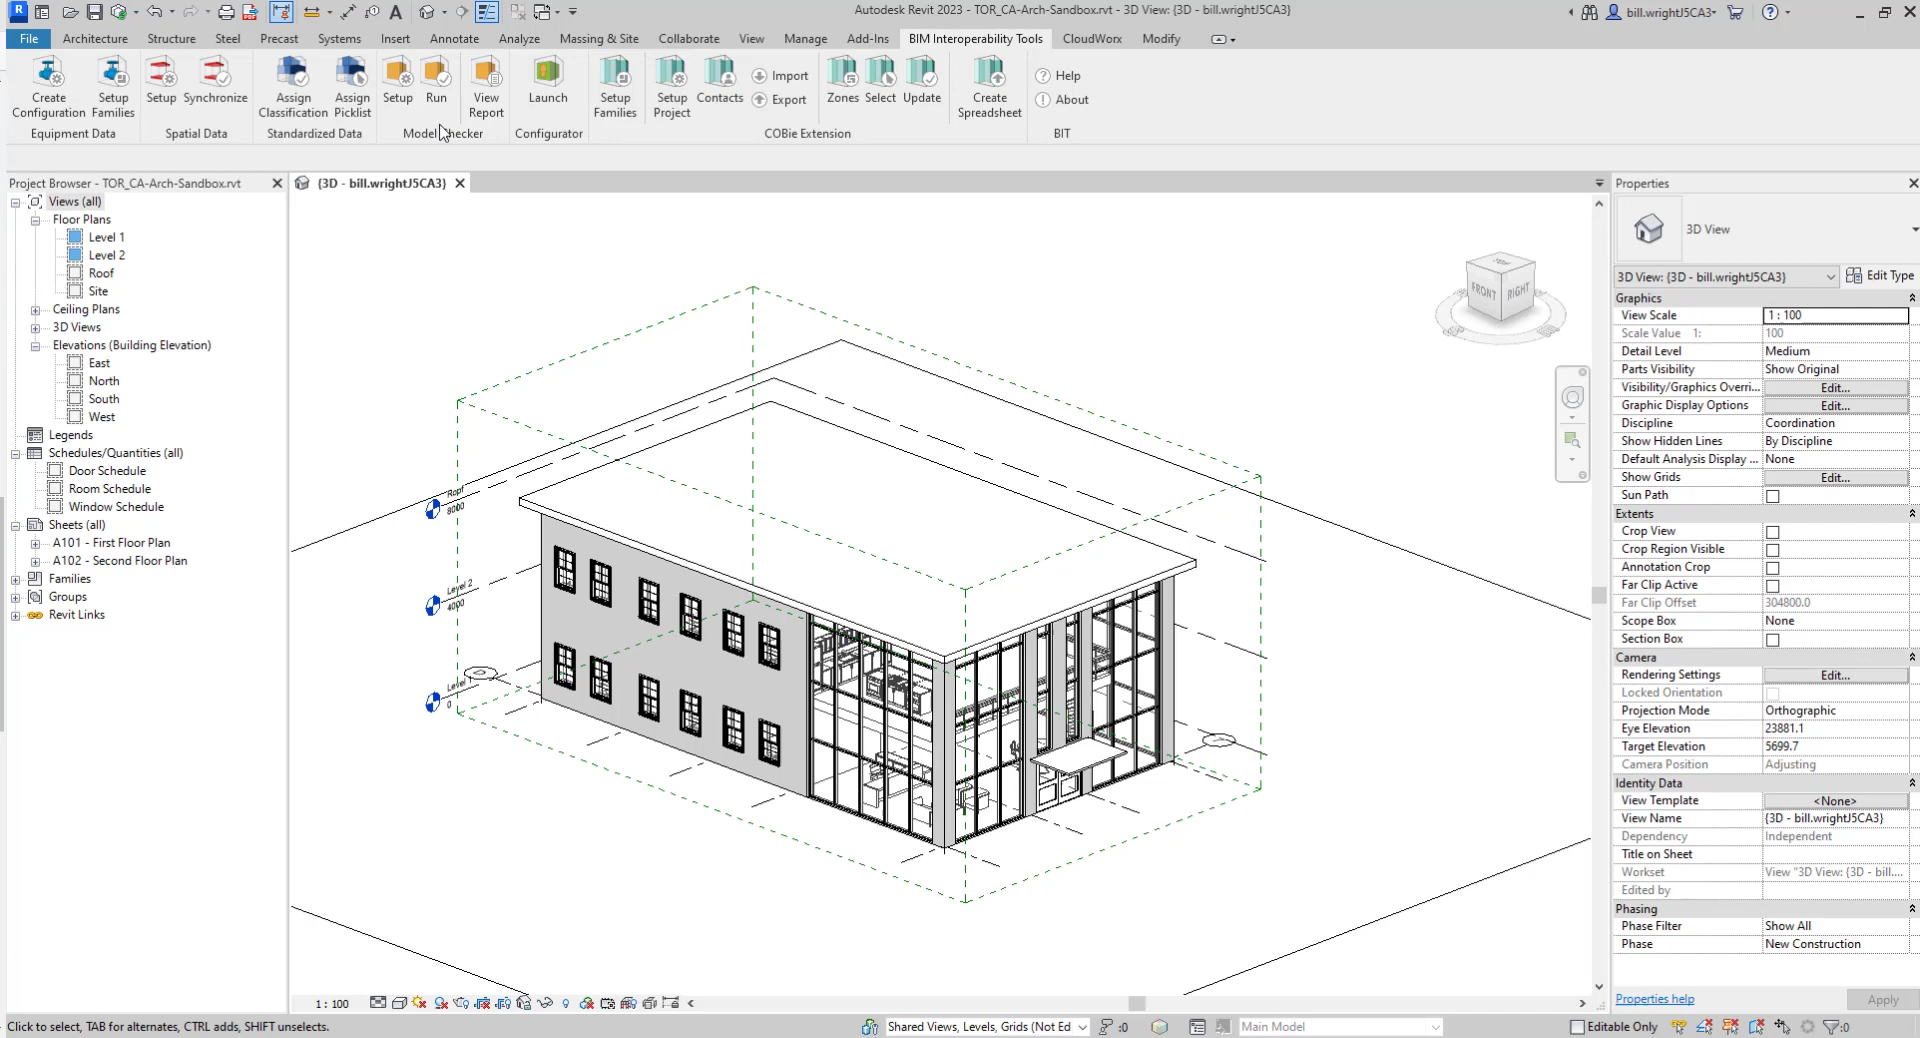 Autodesk Revit 2023 - TOR_CA-Arch-Sandbox.rvt - 3D View: {3D - bill.wrightJ5CA3}
bill.wrightJ5CA3
File Architecture Structure Steel Precast Systems Insert Annotate Analyze Massing & Site Collaborate View Manage Add-Ins BIM Interoperability Tools CloudWorx Modify
Create Configuration
Setup Families
Equipment Data
Setup
Synchronize
Spatial Data
Assign Classification
Assign Picklist
Standardized Data
Setup
Run
View Report
Model Checker
Launch
Configurator
Setup Families
Setup Project
Contacts
Import
Export
Zones
Select
Update
Create Spreadsheet
COBie Extension
Help
About
BIT
Project Browser - TOR_CA-Arch-Sandbox.rvt
Views (all)
Floor Plans
Level 1
Level 2
Roof
Site
Ceiling Plans
3D Views
Elevations (Building Elevation)
East
North
South
West
Legends
Schedules/Quantities (all)
Door Schedule
Room Schedule
Window Schedule
Sheets (all)
A101 - First Floor Plan
A102 - Second Floor Plan
Families
Groups
Revit Links
{3D - bill.wrightJ5CA3}
TOP
FRONT
RIGHT
Roof
8000
Level 2
4000
Level 1
0
1 : 100
Properties
3D View
3D View: {3D - bill.wrightJ5CA3}
Edit Type
Graphics
View Scale 1 : 100
Scale Value 1: 100
Detail Level Medium
Parts Visibility Show Original
Visibility/Graphics Overri... Edit...
Graphic Display Options Edit...
Discipline Coordination
Show Hidden Lines By Discipline
Default Analysis Display ... None
Show Grids Edit...
Sun Path
Extents
Crop View
Crop Region Visible
Annotation Crop
Far Clip Active
Far Clip Offset 304800.0
Scope Box None
Section Box
Camera
Rendering Settings Edit...
Locked Orientation
Projection Mode Orthographic
Eye Elevation 23881.1
Target Elevation 5699.7
Camera Position Adjusting
Identity Data
View Template <None>
View Name {3D - bill.wrightJ5CA3}
Dependency Independent
Title on Sheet
Workset View "3D View: {3D - bill....
Edited by
Phasing
Phase Filter Show All
Phase New Construction
Properties help
Apply
Click to select, TAB for alternates, CTRL adds, SHIFT unselects.
Shared Views, Levels, Grids (Not Ed
:0
Main Model
Editable Only
:0